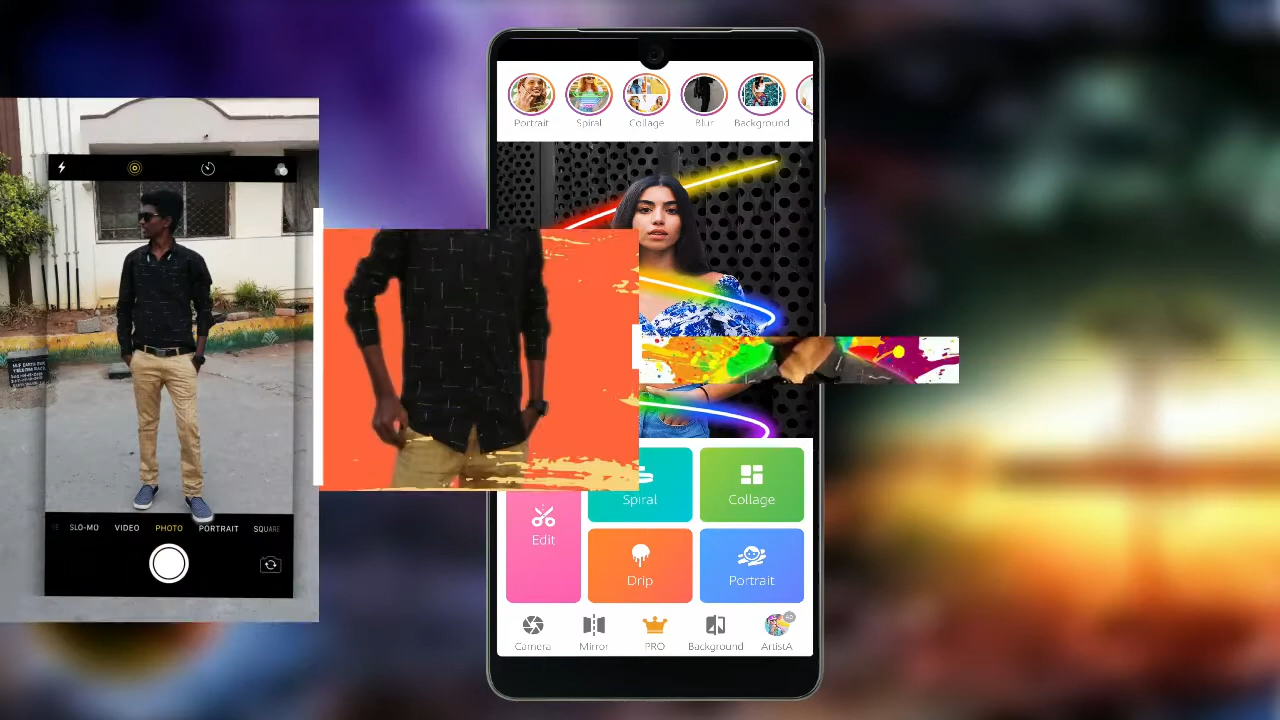 Portrait
Spiral
Collage
Blur
Background
SLO-MO
VIDEO
PHOTO
PORTRAIT
SQUARE
Edit
Spiral
Collage
Drip
Portrait
Camera
Mirror
PRO
Background
ArtistA
AD